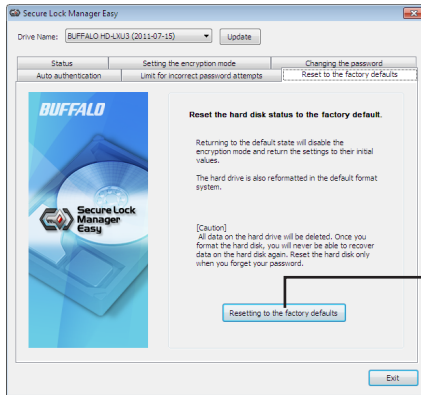 Secure Lock Manager Easy
Drive Name: BUFFALO HD-LXU3 (2011-07-15) Update
Status Setting the encryption mode Changing the password
Auto authentication Limit for incorrect password attempts Reset to the factory defaults
BUFFALO
Secure Lock
Manager
Easy
Reset the hard disk status to the factory default.
Returning to the default state will disable the
encryption mode and return the settings to their initial
values.
The hard drive is also reformatted in the default format
system.
[Caution]
All data on the hard drive will be deleted. Once you
format the hard disk, you will never be able to recover
data on the hard disk again. Reset the hard disk only
when you forget your password.
Resetting to the factory defaults
Exit